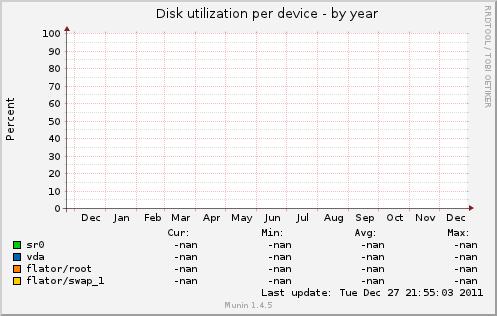 Disk utilization per device - by year
RRDTOOL / TOBI OETIKER
Percent
100
90
80
70
60
50
40
30
20
10
0
Dec Jan Feb Mar Apr May Jun Jul Aug Sep Oct Nov Dec
Cur: Min: Avg: Max:
sr0 -nan -nan -nan -nan
vda -nan -nan -nan -nan
flator/root -nan -nan -nan -nan
flator/swap_1 -nan -nan -nan -nan
Last update: Tue Dec 27 21:55:03 2011
Munin 1.4.5